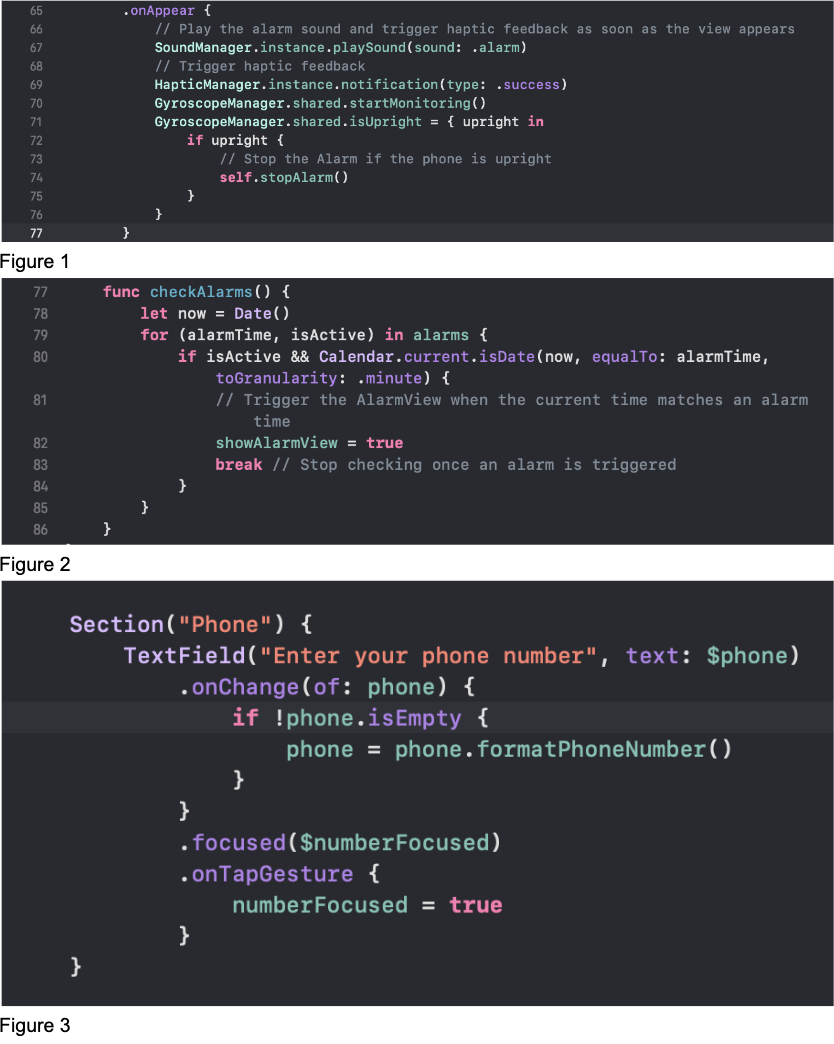 65 .onAppear {
66 // Play the alarm sound and trigger haptic feedback as soon as the view appears
67 SoundManager.instance.playSound(sound: .alarm)
68 // Trigger haptic feedback
69 HapticManager.instance.notification(type: .success)
70 GyroscopeManager.shared.startMonitoring()
71 GyroscopeManager.shared.isUpright = { upright in
72 if upright {
73 // Stop the Alarm if the phone is upright
74 self.stopAlarm()
75 }
76 }
77 }
Figure 1
77 func checkAlarms() {
78 let now = Date()
79 for (alarmTime, isActive) in alarms {
80 if isActive && Calendar.current.isDate(now, equalTo: alarmTime,
toGranularity: .minute) {
81 // Trigger the AlarmView when the current time matches an alarm
time
82 showAlarmView = true
83 break // Stop checking once an alarm is triggered
84 }
85 }
86 }
Figure 2
Section("Phone") {
TextField("Enter your phone number", text: $phone)
.onChange(of: phone) {
if !phone.isEmpty {
phone = phone.formatPhoneNumber()
}
}
.focused($numberFocused)
.onTapGesture {
numberFocused = true
}
}
Figure 3